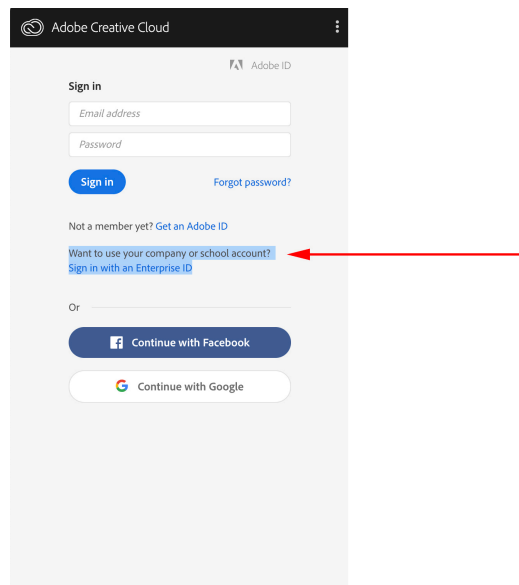 Adobe Creative Cloud
Adobe ID
Sign in
Email address
Password
Sign in
Forgot password?
Not a member yet? Get an Adobe ID
Want to use your company or school account?
Sign in with an Enterprise ID
Or
Continue with Facebook
Continue with Google